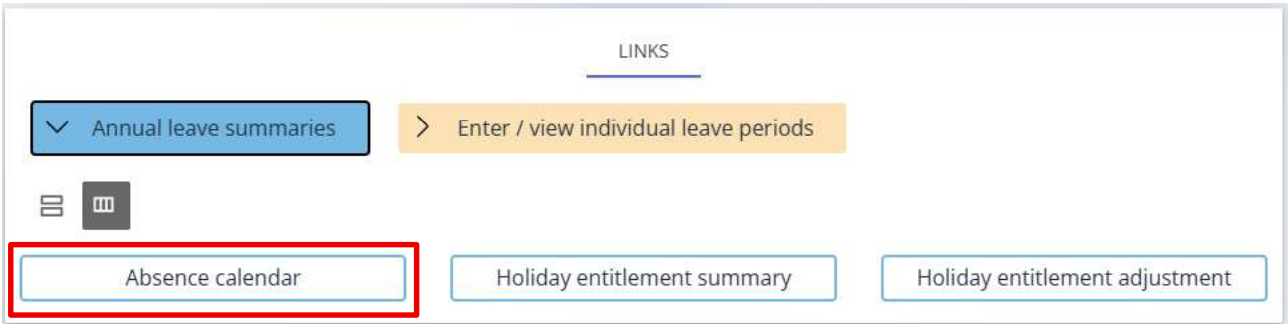 LINKS
Annual leave summaries
Enter / view individual leave periods
Absence calendar
Holiday entitlement summary
Holiday entitlement adjustment